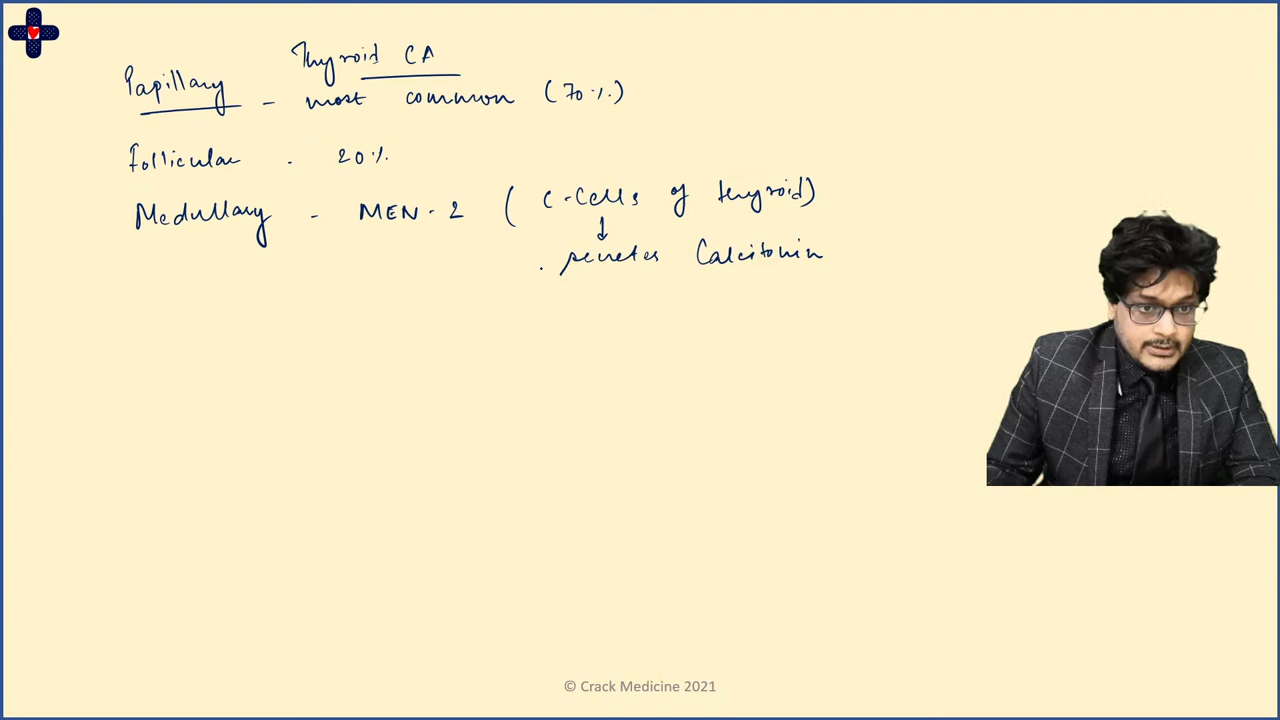 Thyroid CA
Papillary - most common (70%)
Follicular - 20%
Medullary - MEN-2 (C-Cells of thyroid)
↓
secretes Calcitonin
© Crack Medicine 2021